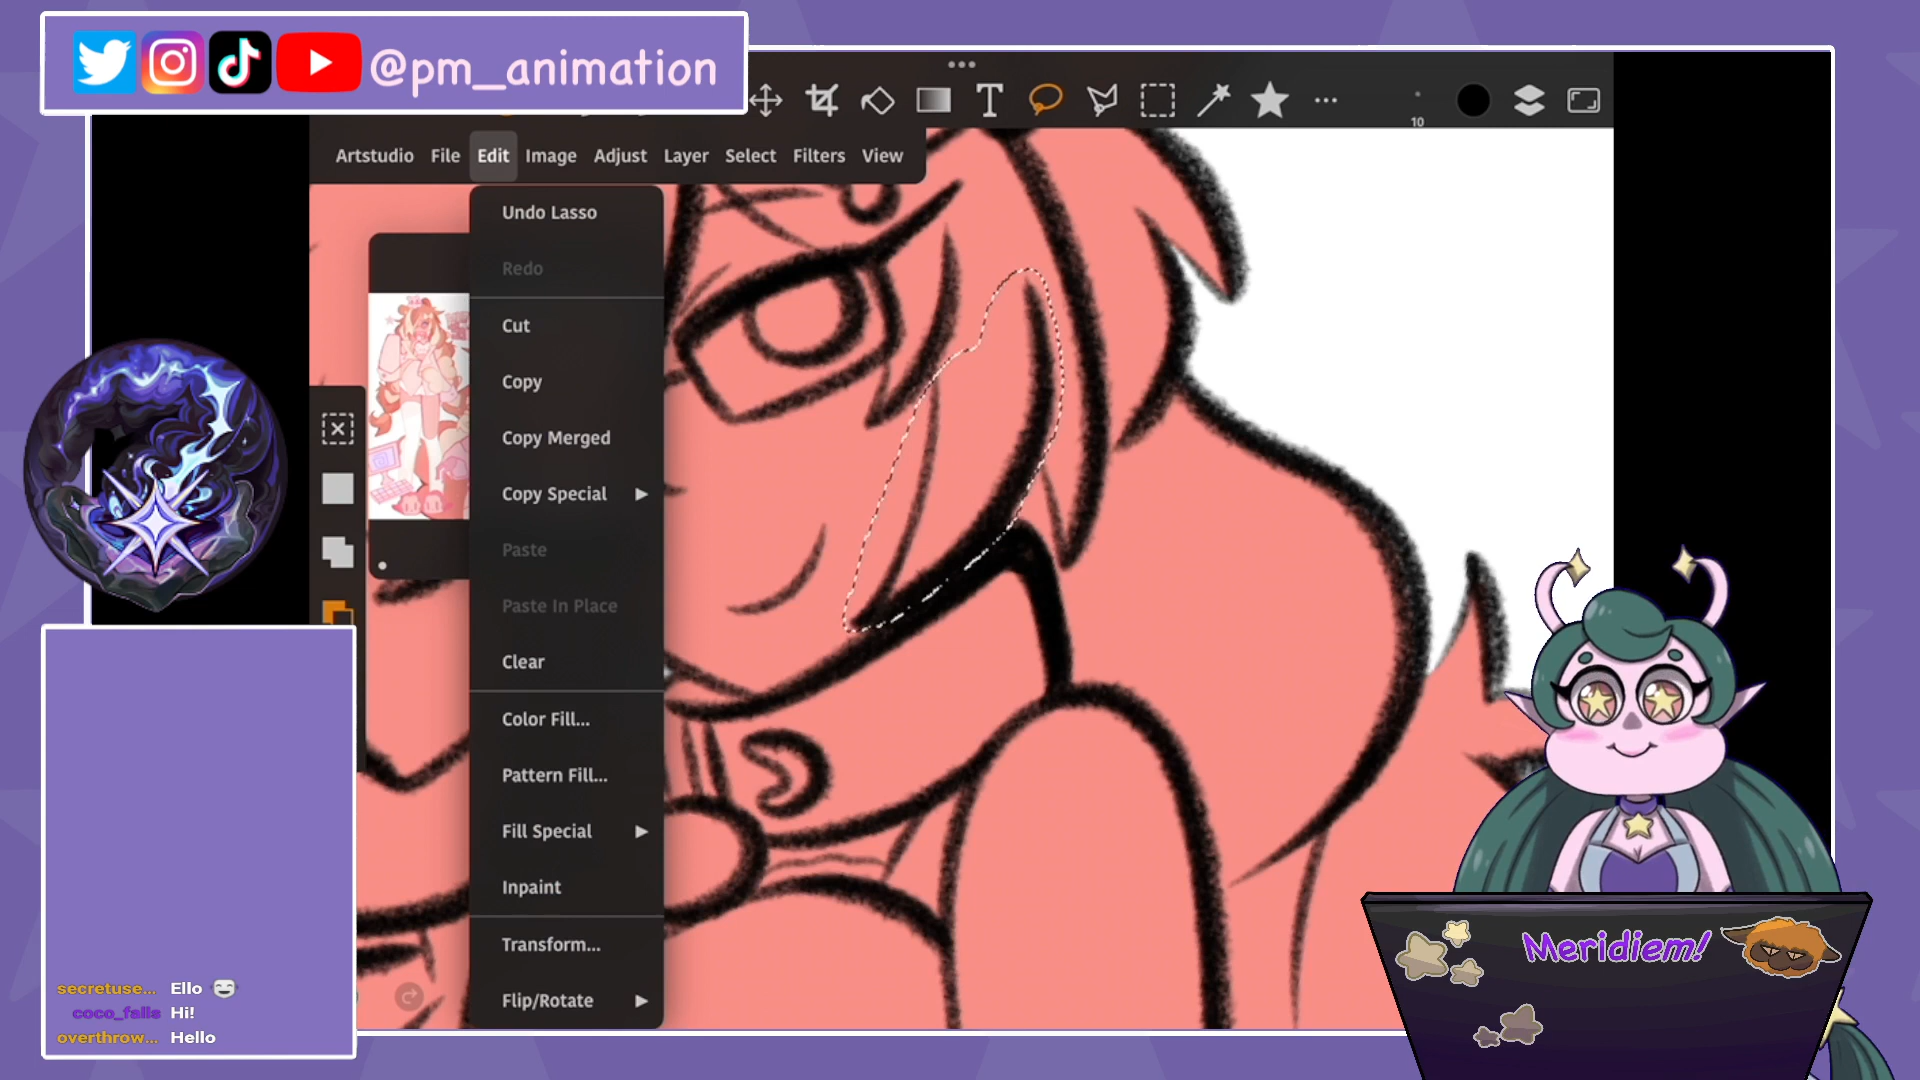 @pm_animation
10
Artstudio File Edit Image Adjust Layer Select Filters View
Undo Lasso
Redo
Cut
Copy
Copy Merged
Copy Special
Paste
Paste In Place
Clear
Color Fill...
Pattern Fill...
Fill Special
Inpaint
Transform...
Flip/Rotate
secretuse... Ello
coco_falls Hi!
overthrow... Hello
Meridiem!